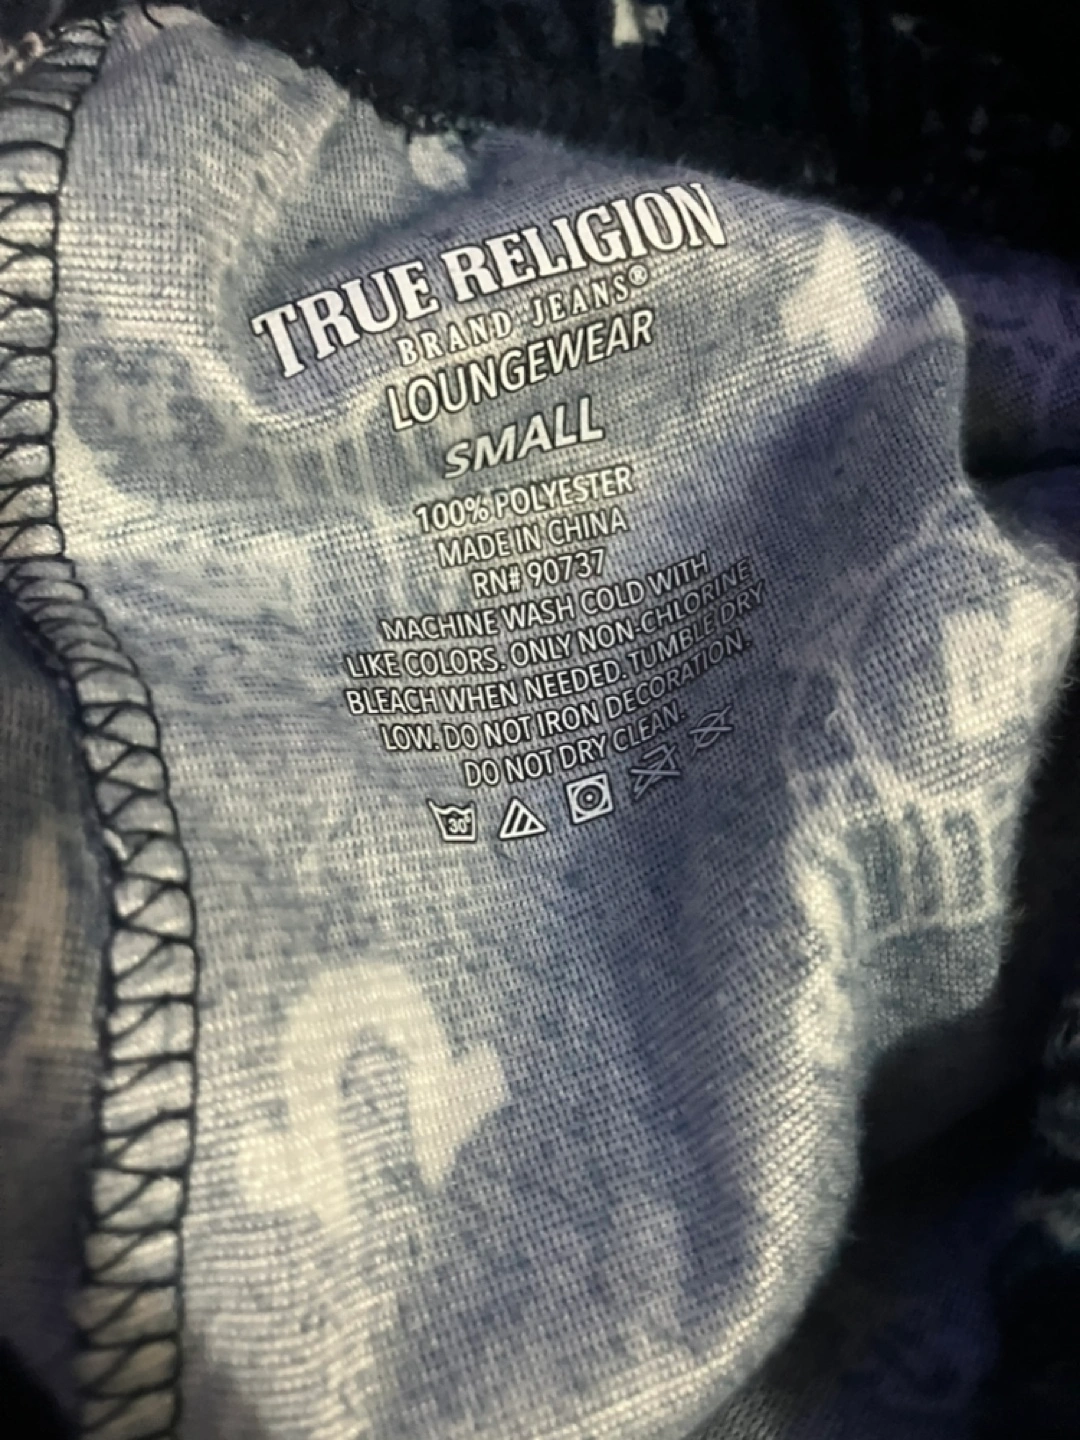 TRUE RELIGION
BRAND JEANS®
LOUNGEWEAR
SMALL
100% POLYESTER
MADE IN CHINA
RN# 90737
MACHINE WASH COLD WITH
LIKE COLORS. ONLY NON-CHLORINE
BLEACH WHEN NEEDED. TUMBLE DRY
LOW. DO NOT IRON DECORATION.
DO NOT DRY CLEAN.
30°